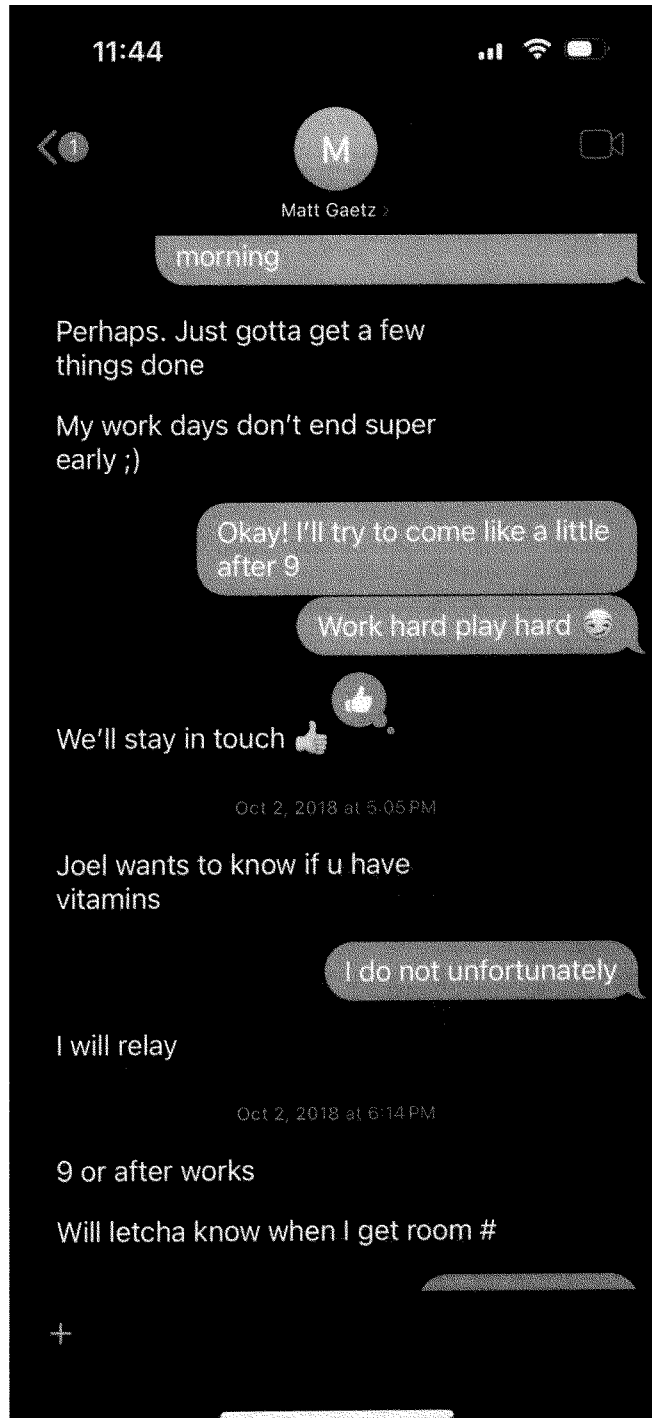 11:44
1
M
Matt Gaetz >
morning
Perhaps. Just gotta get a few
things done
My work days don't end super
early ;)
Okay! I'll try to come like a little
after 9
Work hard play hard 😏
We'll stay in touch 👍
Oct 2, 2018 at 5:05 PM
Joel wants to know if u have
vitamins
I do not unfortunately
I will relay
Oct 2, 2018 at 6:14 PM
9 or after works
Will letcha know when I get room #
+